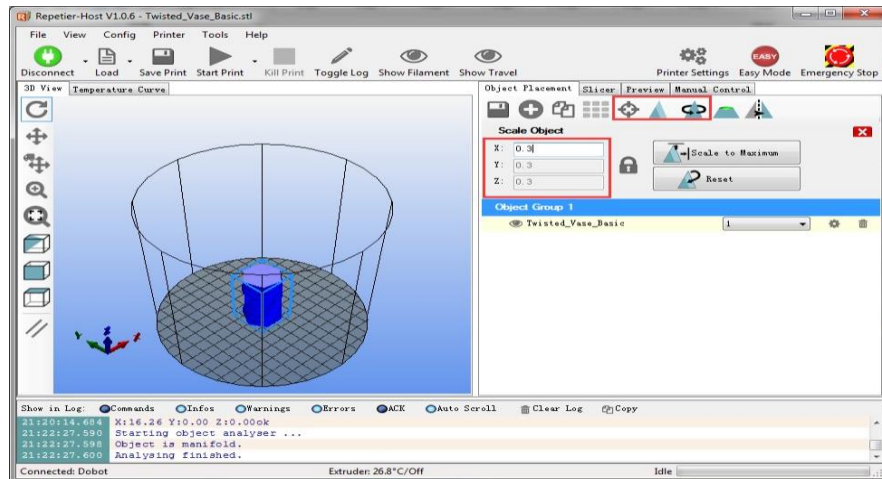 Repetier-Host V1.0.6 - Twisted_Vase_Basic.stl
File View Config Printer Tools Help
Disconnect Load Save Print Start Print Kill Print Toggle Log Show Filament Show Travel Printer Settings Easy Mode Emergency Stop
EASY
3D View Temperature Curve
Object Placement Slicer Preview Manual Control
Scale Object
X: 0.3
Y: 0.3
Z: 0.3
Scale to Maximum
Reset
Object Group 1
Twisted_Vase_Basic 1
Show in Log: Commands Infos Warnings Errors ACK Auto Scroll Clear Log Copy
21:20:14.684 X:16.26 Y:0.00 Z:0.00ok
21:22:27.590 Starting object analyser ...
21:22:27.598 Object is manifold.
21:22:27.600 Analysing finished.
Connected: Dobot Extruder: 26.8°C/Off Idle